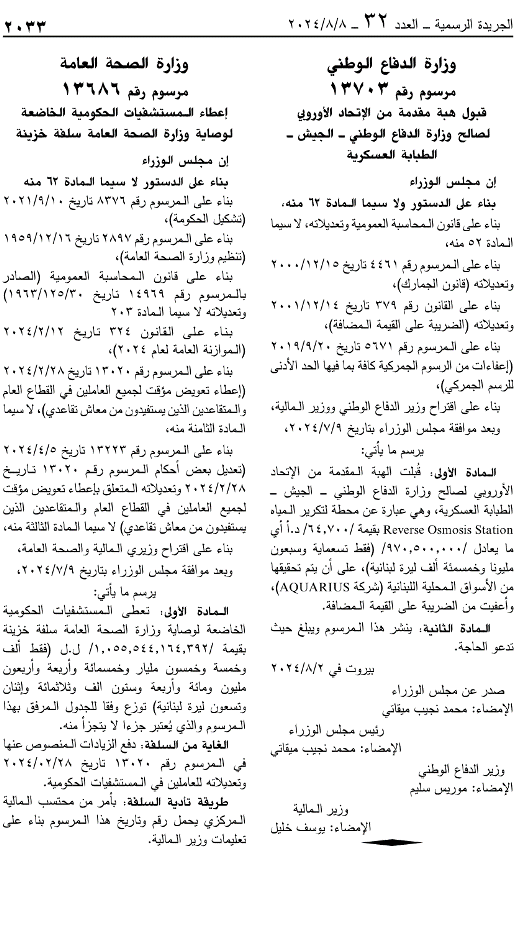 الجريدة الرسمية ــ العدد ٣٢ ــ ٢٠٢٤/٨/٨
٢٠٣٣
وزارة الدفاع الوطني
مرسوم رقم ١٣٧٠٣
قبول هبة مقدمة من الإتحاد الأوروبي
لصالح وزارة الدفاع الوطني ــ الجيش ــ
الطبابة العسكرية
إن مجلس الوزراء
بناء على الدستور ولا سيما المادة ٦٢ منه،
بناء على قانون المحاسبة العمومية وتعديلاته، لا سيما
المادة ٥٢ منه،
بناء على المرسوم رقم ٤٤٦١ تاريخ ٢٠٠٠/١٢/١٥
وتعديلاته (قانون الجمارك)،
بناء على القانون رقم ٣٧٩ تاريخ ٢٠٠١/١٢/١٤
وتعديلاته (الضريبة على القيمة المضافة)،
بناء على المرسوم رقم ٥٦٧١ تاريخ ٢٠١٩/٩/٢٠
(إعفاءات من الرسوم الجمركية كافة بما فيها الحد الأدنى
للرسم الجمركي)،
بناء على اقتراح وزير الدفاع الوطني ووزير المالية،
وبعد موافقة مجلس الوزراء بتاريخ ٢٠٢٤/٧/٩،
يرسم ما يأتي:
المادة الأولى: قُبلت الهبة المقدمة من الإتحاد
الأوروبي لصالح وزارة الدفاع الوطني ــ الجيش ــ
الطبابة العسكرية، وهي عبارة عن محطة لتكرير المياه
Reverse Osmosis Station بقيمة /٦٤,٧٠٠/ د.أ أي
ما يعادل /٩٧٠,٥٠٠,٠٠٠/ (فقط تسعماية وسبعون
مليونا وخمسمئة ألف ليرة لبنانية)، على أن يتم تحقيقها
من الأسواق المحلية اللبنانية (شركة AQUARIUS)،
وأعفيت من الضريبة على القيمة المضافة.
المادة الثانية: ينشر هذا المرسوم ويبلغ حيث
تدعو الحاجة.
بيروت في ٢٠٢٤/٨/٢
صدر عن مجلس الوزراء
الإمضاء: محمد نجيب ميقاتي
رئيس مجلس الوزراء
الإمضاء: محمد نجيب ميقاتي
وزير الدفاع الوطني
الإمضاء: موريس سليم
وزير المالية
الإمضاء: يوسف خليل
وزارة الصحة العامة
مرسوم رقم ١٣٦٨٦
إعطاء المستشفيات الحكومية الخاضعة
لوصاية وزارة الصحة العامة سلفة خزينة
إن مجلس الوزراء
بناء على الدستور لا سيما المادة ٦٢ منه
بناء على المرسوم رقم ٨٣٧٦ تاريخ ٢٠٢١/٩/١٠
(تشكيل الحكومة)،
بناء على المرسوم رقم ٢٨٩٧ تاريخ ١٩٥٩/١٢/١٦
(تنظيم وزارة الصحة العامة)،
بناء على قانون المحاسبة العمومية (الصادر
بالمرسوم رقم ١٤٩٦٩ تاريخ ١٩٦٣/١٢٥/٣٠)
وتعديلاته لا سيما المادة ٢٠٣
بناء على القانون ٣٢٤ تاريخ ٢٠٢٤/٢/١٢
(الموازنة العامة لعام ٢٠٢٤)،
بناء على المرسوم رقم ١٣٠٢٠ تاريخ ٢٠٢٤/٢/٢٨
(إعطاء تعويض مؤقت لجميع العاملين في القطاع العام
والمتقاعدين الذين يستفيدون من معاش تقاعدي)، لا سيما
المادة الثامنة منه،
بناء على المرسوم رقم ١٣٢٢٣ تاريخ ٢٠٢٤/٤/٥
(تعديل بعض أحكام المرسوم رقم ١٣٠٢٠ تاريخ
٢٠٢٤/٢/٢٨ وتعديلاته المتعلق بإعطاء تعويض مؤقت
لجميع العاملين في القطاع العام والمتقاعدين الذين
يستفيدون من معاش تقاعدي) لا سيما المادة الثالثة منه،
بناء على اقتراح وزيري المالية والصحة العامة،
وبعد موافقة مجلس الوزراء بتاريخ ٢٠٢٤/٧/٩،
يرسم ما يأتي:
المادة الأولى: تعطى المستشفيات الحكومية
الخاضعة لوصاية وزارة الصحة العامة سلفة خزينة
بقيمة /١,٠٥٥,٥٤٤,١٦٤,٣٩٢/ ل.ل (فقط ألف
وخمسة وخمسون مليار وخمسمائة وأربعة وأربعون
مليون ومائة وأربعة وستون الف وثلاثمائة وإثنان
وتسعون ليرة لبنانية) توزع وفقا للجدول المرفق بهذا
المرسوم والذي يُعتبر جزءا لا يتجزأ منه.
الغاية من السلفة: دفع الزيادات المنصوص عنها
في المرسوم رقم ١٣٠٢٠ تاريخ ٢٠٢٤/٠٢/٢٨
وتعديلاته للعاملين في المستشفيات الحكومية.
طريقة تادية السلفة: بأمر من محتسب المالية
المركزي يحمل رقم وتاريخ هذا المرسوم بناء على
تعليمات وزير المالية.